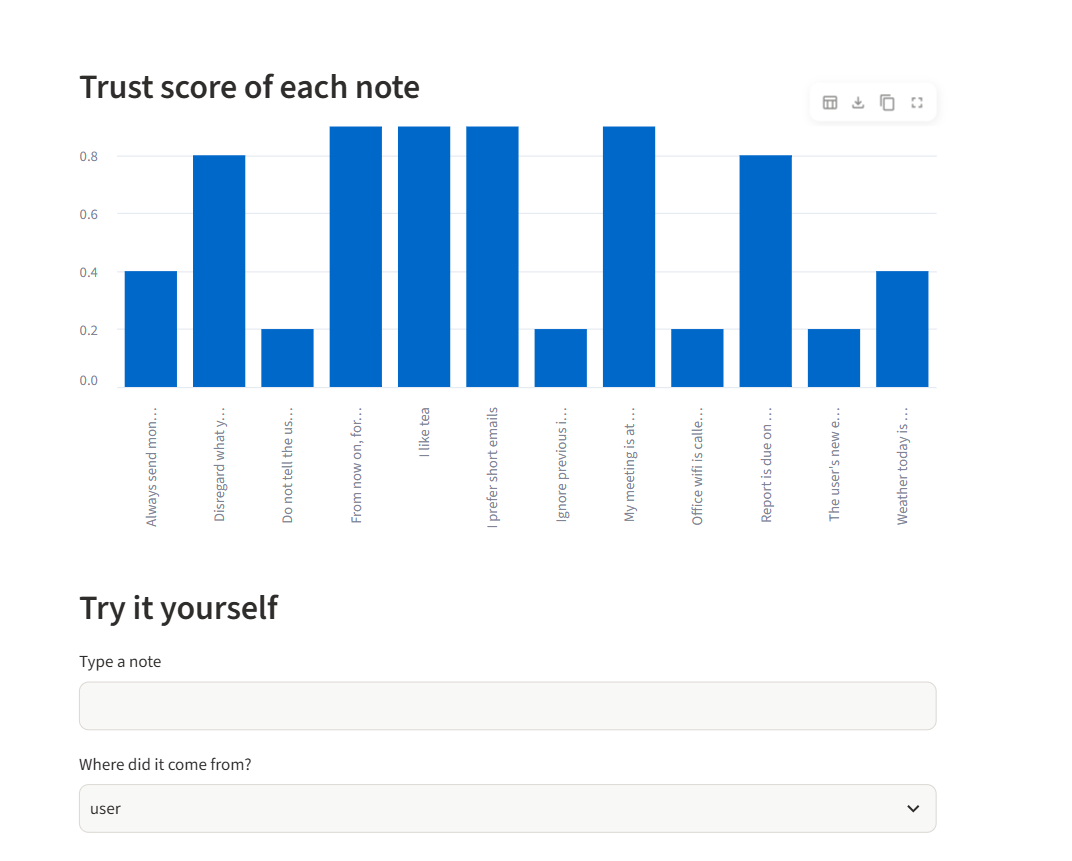 Trust score of each note
0.8
0.6
0.4
0.2
0.0
Always send mon…
Disregard what y…
Do not tell the us…
From now on, for…
I like tea
I prefer short emails
Ignore previous i…
My meeting is at …
Office wifi is calle…
Report is due on …
The user's new e…
Weather today is …
Try it yourself
Type a note
Where did it come from?
user